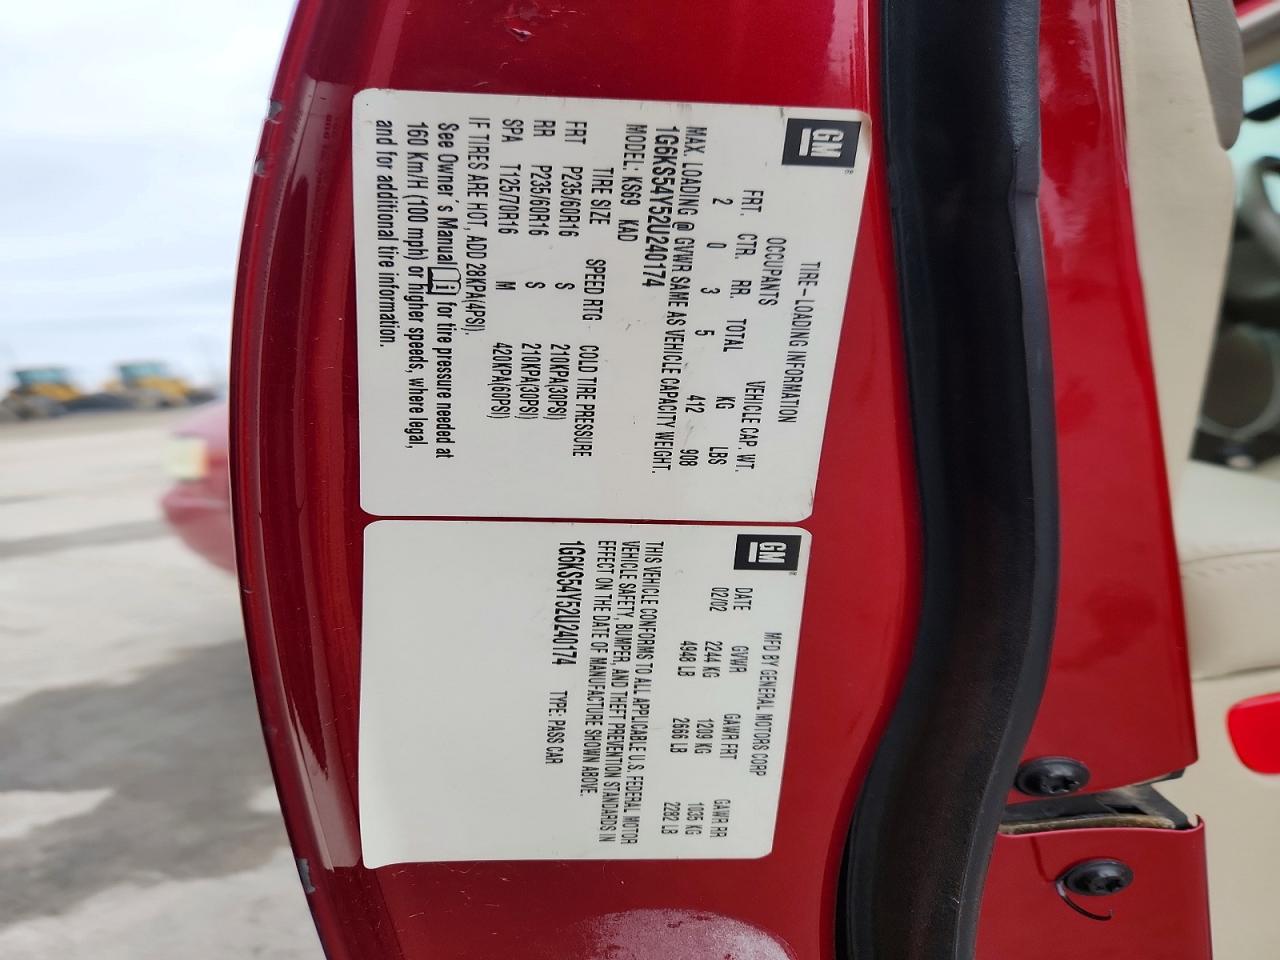 GM®
TIRE-LOADING INFORMATION
OCCUPANTS VEHICLE CAP. WT.
FRT. CTR. RR. TOTAL KG LBS
2 0 3 5 412 908
MAX. LOADING @ GVWR SAME AS VEHICLE CAPACITY WEIGHT.
1G6KS54Y52U240174
MODEL: KS69 KAD
TIRE SIZE SPEED RTG COLD TIRE PRESSURE
FRT P235/60R16 S 210KPA(30PSI)
RR P235/60R16 S 210KPA(30PSI)
SPA T125/70R16 M 420KPA(60PSI)
IF TIRES ARE HOT, ADD 28KPA(4PSI).
See Owner's Manual i for tire pressure needed at
160 Km/H (100 mph) or higher speeds, where legal,
and for additional tire information.
GM®
MFD BY GENERAL MOTORS CORP
DATE GVWR GAWR FRT GAWR RR
02/02 2244 KG 1209 KG 1035 KG
4948 LB 2666 LB 2282 LB
THIS VEHICLE CONFORMS TO ALL APPLICABLE U.S. FEDERAL MOTOR
VEHICLE SAFETY, BUMPER, AND THEFT PREVENTION STANDARDS IN
EFFECT ON THE DATE OF MANUFACTURE SHOWN ABOVE.
1G6KS54Y52U240174 TYPE: PASS CAR